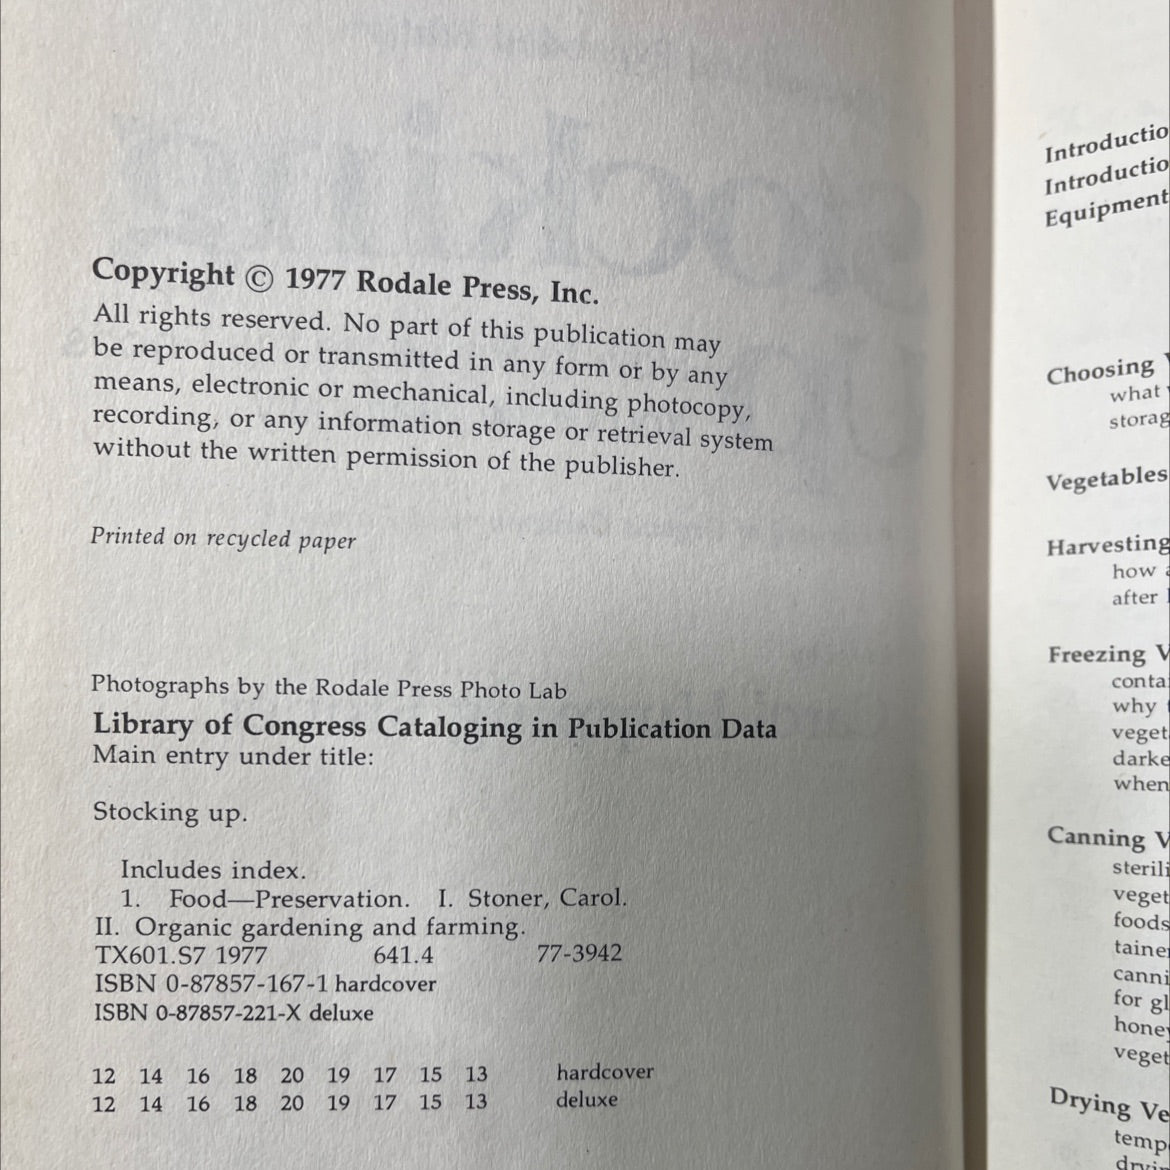 Copyright © 1977 Rodale Press, Inc.
All rights reserved. No part of this publication may
be reproduced or transmitted in any form or by any
means, electronic or mechanical, including photocopy,
recording, or any information storage or retrieval system
without the written permission of the publisher.
Printed on recycled paper
Photographs by the Rodale Press Photo Lab
Library of Congress Cataloging in Publication Data
Main entry under title:
Stocking up.
Includes index.
1. Food—Preservation. I. Stoner, Carol.
II. Organic gardening and farming.
TX601.S7 1977 641.4 77-3942
ISBN 0-87857-167-1 hardcover
ISBN 0-87857-221-X deluxe
12 14 16 18 20 19 17 15 13 hardcover
12 14 16 18 20 19 17 15 13 deluxe
Introductio
Introductio
Equipment
Choosing
what
storag
Vegetables
Harvesting
how
after
Freezing V
conta
why
veget
darke
when
Canning V
sterili
veget
foods
taine
canni
for gl
honey
veget
Drying Ve
temp